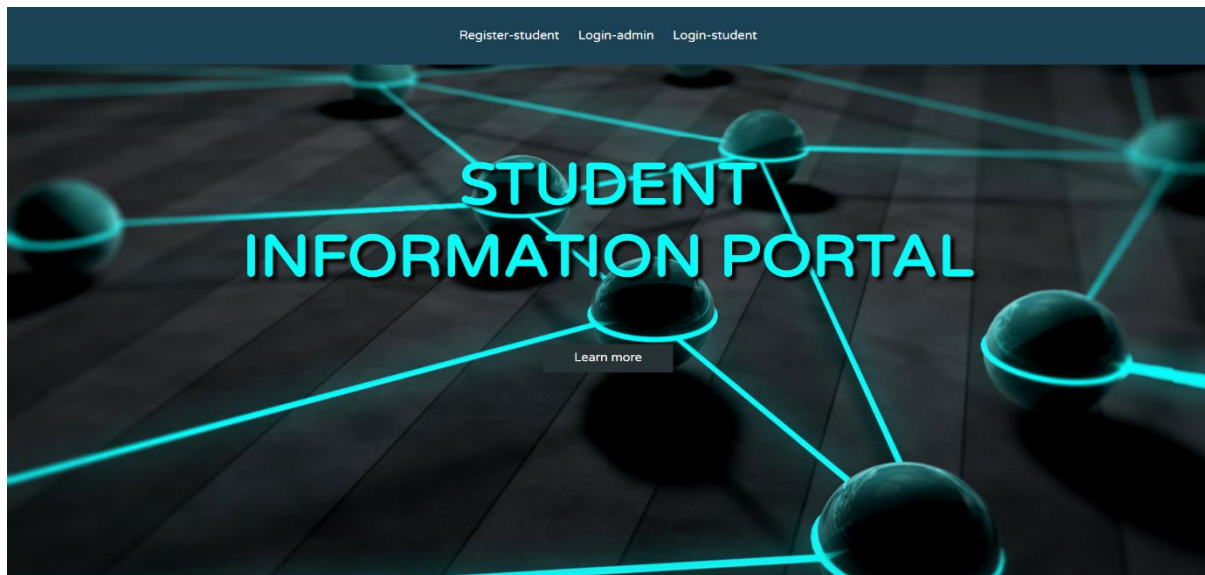 Register-student Login-admin Login-student
STUDENT
INFORMATION PORTAL
Learn more